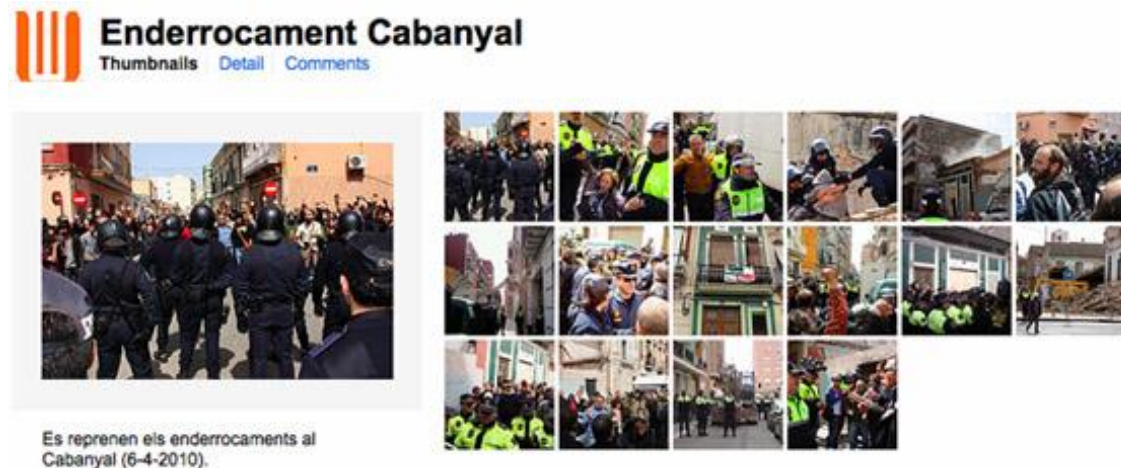 Enderrocament Cabanyal
Thumbnails Detail Comments
Es reprenen els enderrocaments al
Cabanyal (6-4-2010).